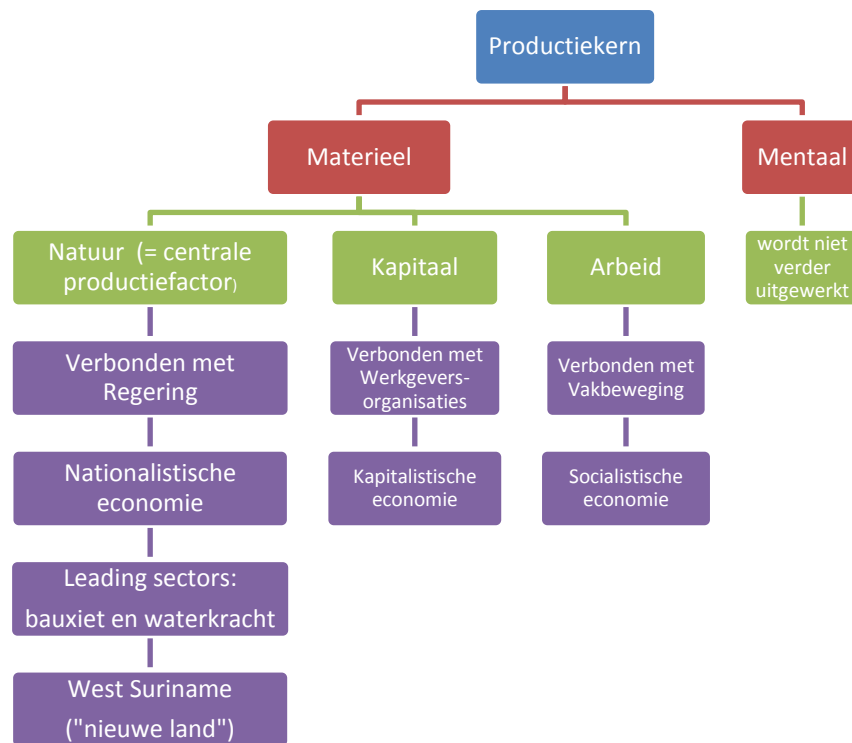 Productiekern
Materieel
Mentaal
Natuur (= centrale
productiefactor)
Kapitaal
Arbeid
wordt niet
verder
uitgewerkt
Verbonden met
Regering
Verbonden met
Werkgevers-
organisaties
Verbonden met
Vakbeweging
Nationalistische
economie
Kapitalistische
economie
Socialistische
economie
Leading sectors:
bauxiet en waterkracht
West Suriname
("nieuwe land")